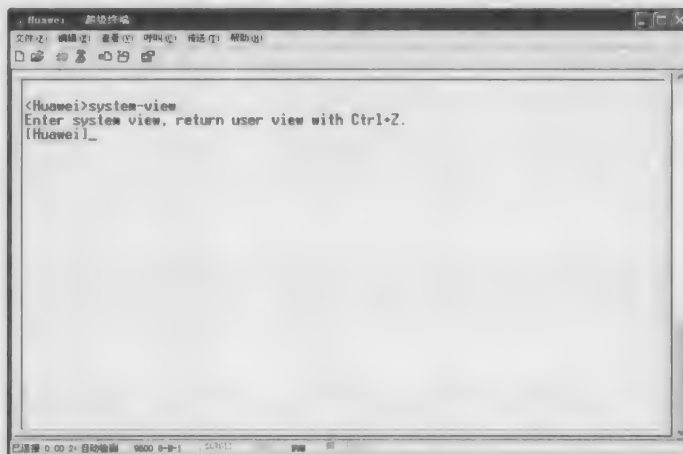 Huawei 超级终端
文件(F) 编辑(E) 查看(V) 呼叫(C) 传送(T) 帮助(H)
<Huawei>system-view
Enter system view, return user view with Ctrl+Z.
[Huawei]_
已连接 0:00:2 自动检测 9600 8-N-1